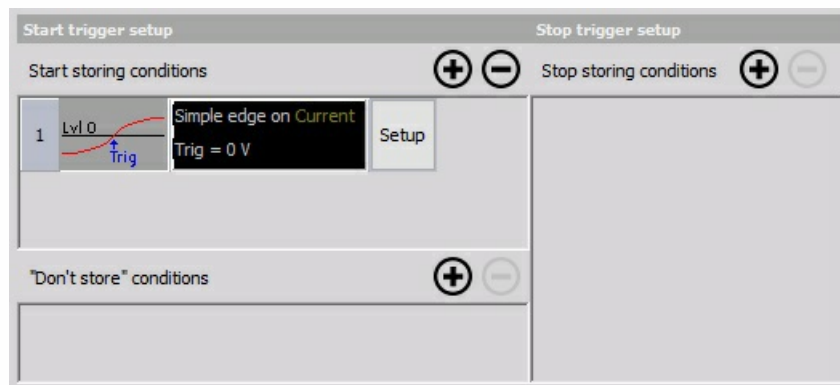 Start trigger setup
Stop trigger setup
Start storing conditions
Stop storing conditions
1
Lvl 0
Trig
Simple edge on Current
Trig = 0 V
Setup
"Don't store" conditions